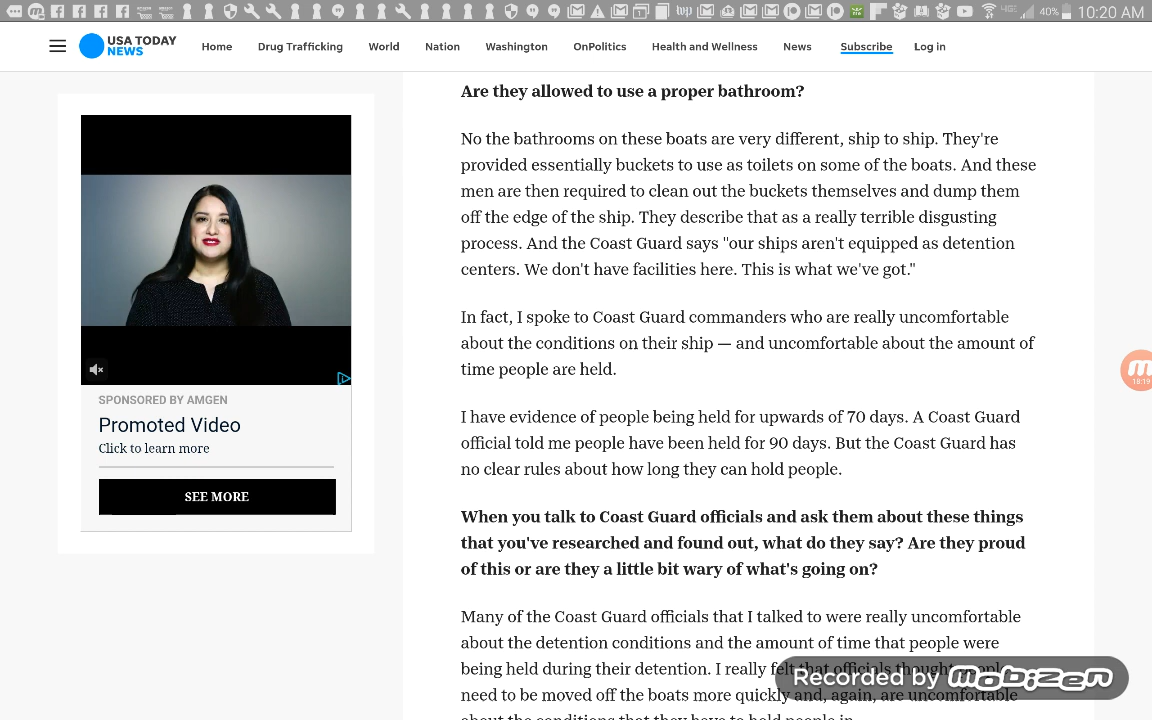 40% 10:20 AM
USA TODAY
NEWS
Home Drug Trafficking World Nation Washington OnPolitics Health and Wellness News Subscribe Log in
Are they allowed to use a proper bathroom?
No the bathrooms on these boats are very different, ship to ship. They're
provided essentially buckets to use as toilets on some of the boats. And these
men are then required to clean out the buckets themselves and dump them
off the edge of the ship. They describe that as a really terrible disgusting
process. And the Coast Guard says "our ships aren't equipped as detention
centers. We don't have facilities here. This is what we've got."
In fact, I spoke to Coast Guard commanders who are really uncomfortable
about the conditions on their ship — and uncomfortable about the amount of
time people are held.
I have evidence of people being held for upwards of 70 days. A Coast Guard
official told me people have been held for 90 days. But the Coast Guard has
no clear rules about how long they can hold people.
When you talk to Coast Guard officials and ask them about these things
that you've researched and found out, what do they say? Are they proud
of this or are they a little bit wary of what's going on?
Many of the Coast Guard officials that I talked to were really uncomfortable
about the detention conditions and the amount of time that people were
being held during their detention. I really felt that officials thought people
need to be moved off the boats more quickly and, again, are uncomfortable
about the conditions that they have to hold people in.
SPONSORED BY AMGEN
Promoted Video
Click to learn more
SEE MORE
18:19
Recorded by mobizen